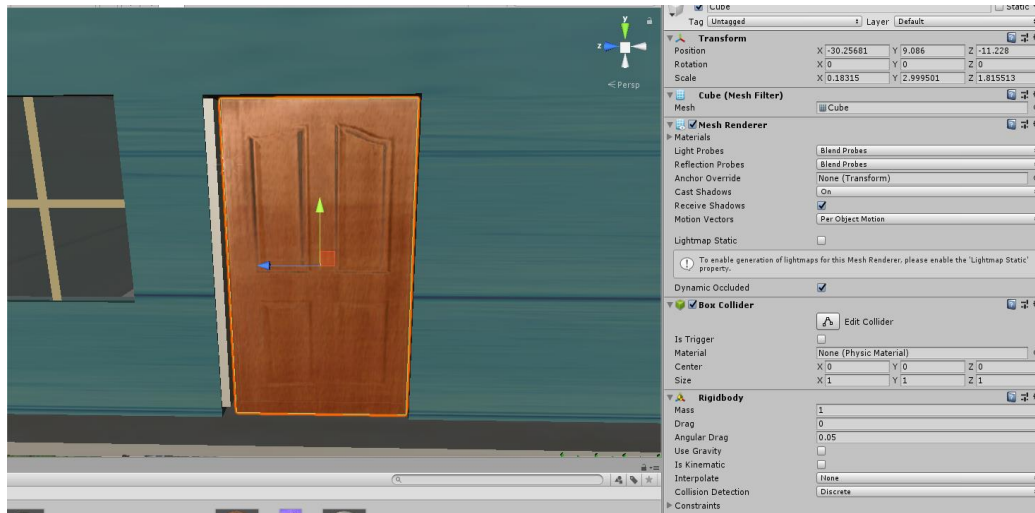 y
z
Persp
Cube
Static
Tag Untagged Layer Default
Transform
Position X -30.25681 Y 9.086 Z -11.228
Rotation X 0 Y 0 Z 0
Scale X 0.18315 Y 2.999501 Z 1.815513
Cube (Mesh Filter)
Mesh Cube
Mesh Renderer
Materials
Light Probes Blend Probes
Reflection Probes Blend Probes
Anchor Override None (Transform)
Cast Shadows On
Receive Shadows
Motion Vectors Per Object Motion
Lightmap Static
To enable generation of lightmaps for this Mesh Renderer, please enable the 'Lightmap Static'
property.
Dynamic Occluded
Box Collider
Edit Collider
Is Trigger
Material None (Physic Material)
Center X 0 Y 0 Z 0
Size X 1 Y 1 Z 1
Rigidbody
Mass 1
Drag 0
Angular Drag 0.05
Use Gravity
Is Kinematic
Interpolate None
Collision Detection Discrete
Constraints